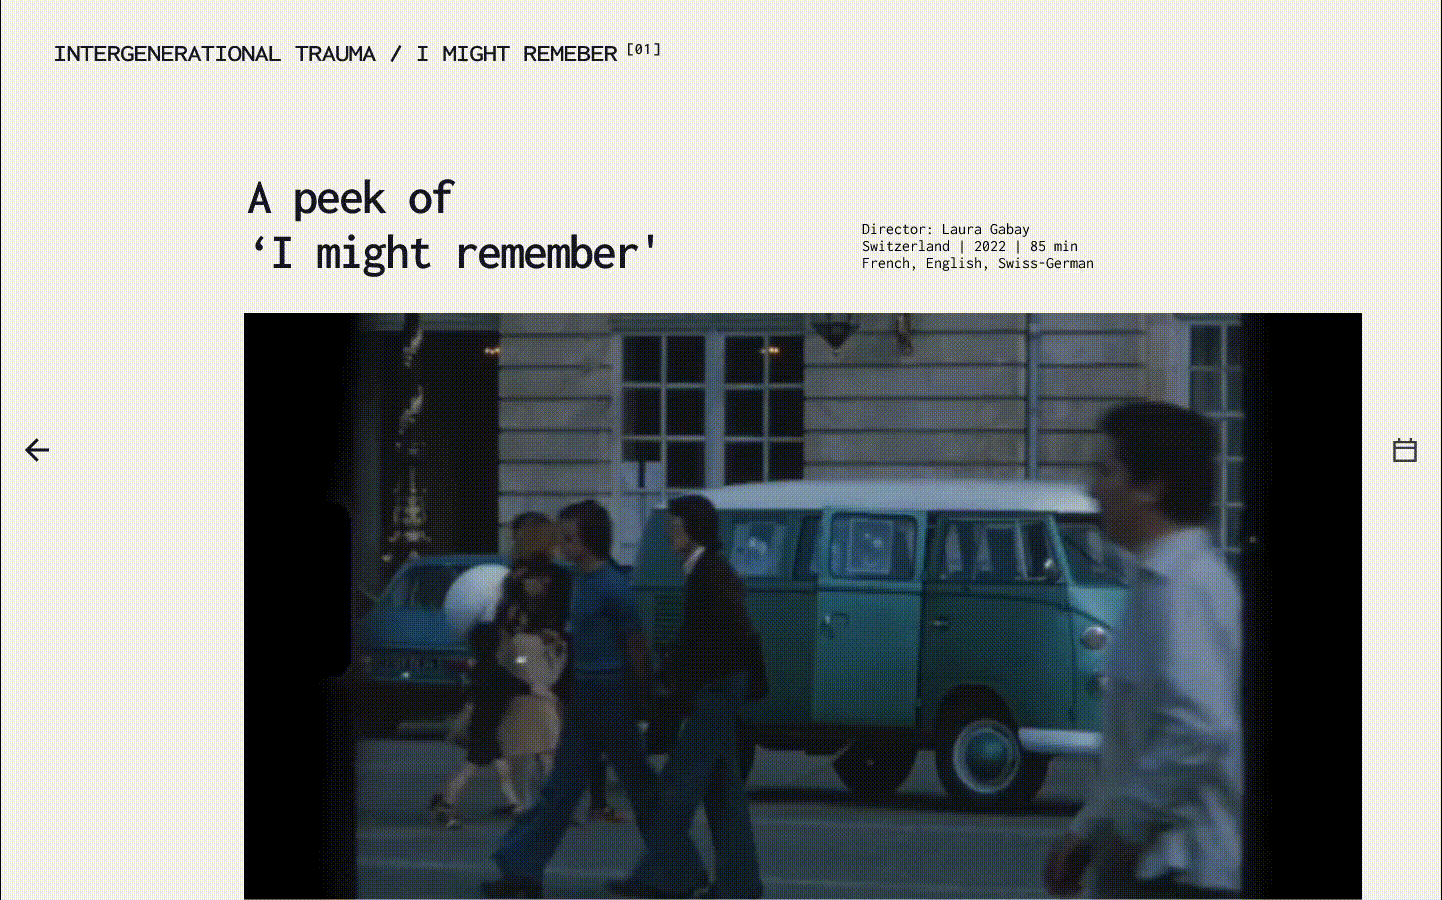 INTERGENERATIONAL TRAUMA / I MIGHT REMEBER [01]
A peek of
‘I might remember'
Director: Laura Gabay
Switzerland | 2022 | 85 min
French, English, Swiss-German